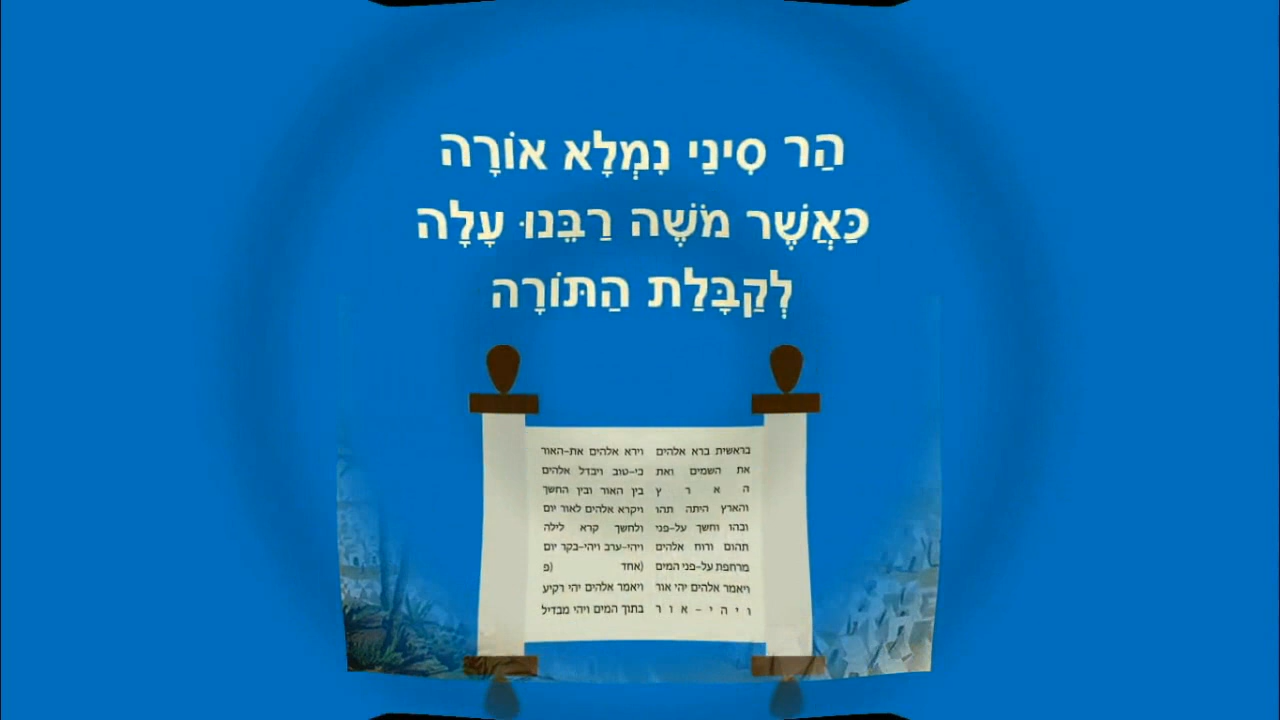 הַר סִינַי נִמְלָא אוֹרָה
כַּאֲשֶׁר מֹשֶׁה רַבֵּנוּ עָלָה
לְקַבָּלַת הַתּוֹרָה
בראשית ברא אלהים
את השמים ואת
ה א ר ץ
והארץ היתה תהו
ובהו וחשך על-פני
תהום ורוח אלהים
מרחפת על-פני המים
ויאמר אלהים יהי אור
ו י ה י - א ו ר
וירא אלהים את-האור
כי-טוב ויבדל אלהים
בין האור ובין החשך
ויקרא אלהים לאור יום
ולחשך קרא לילה
ויהי-ערב ויהי-בקר יום
(אחד (פ
ויאמר אלהים יהי רקיע
בתוך המים ויהי מבדיל